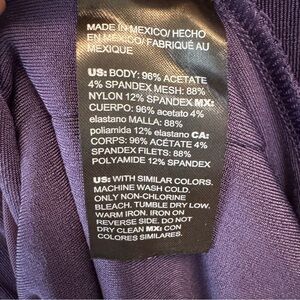 MADE IN MEXICO/ HECHO
EN MÉXICO/ FABRIQUÉ AU
MEXIQUE
US: BODY: 96% ACETATE
4% SPANDEX MESH: 88%
NYLON 12% SPANDEX MX:
CUERPO: 96% acetato 4%
elastano MALLA: 88%
poliamida 12% elastano CA:
CORPS: 96% ACÉTATE 4%
SPANDEX FILETS: 88%
POLYAMIDE 12% SPANDEX
US: WITH SIMILAR COLORS.
MACHINE WASH COLD.
ONLY NON-CHLORINE
BLEACH. TUMBLE DRY LOW.
WARM IRON. IRON ON
REVERSE SIDE. DO NOT
DRY CLEAN MX: CON
COLORES SIMILARES.